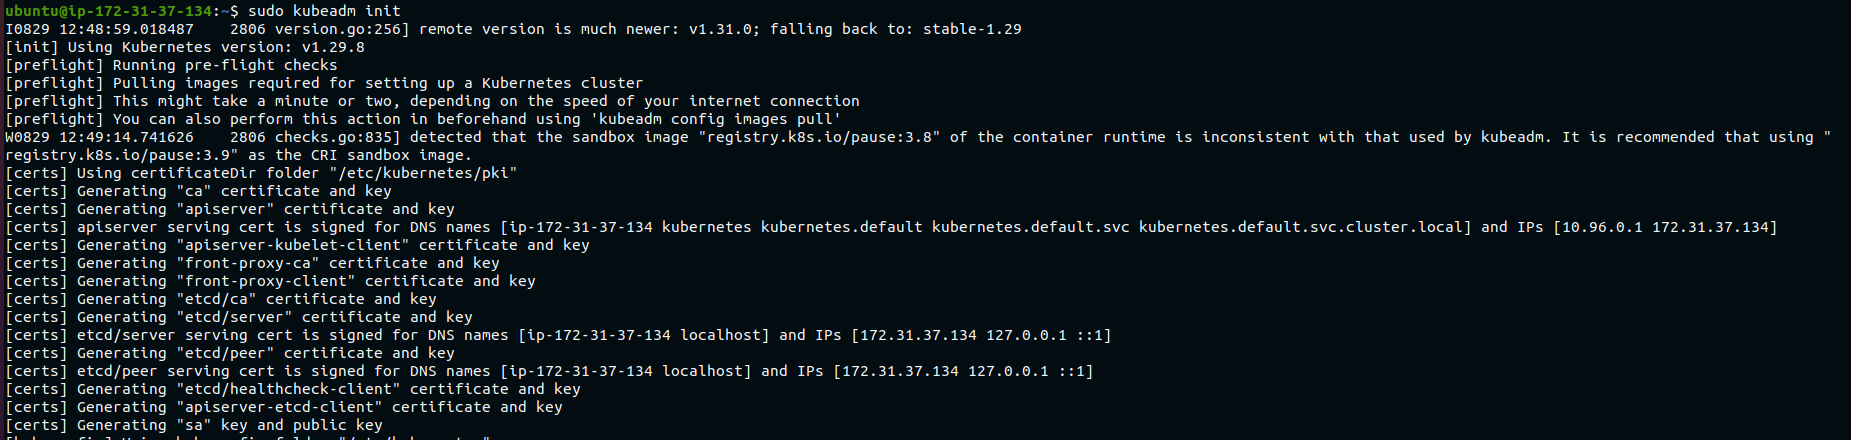 ubuntu@ip-172-31-37-134:~$ sudo kubeadm init
I0829 12:48:59.018487    2806 version.go:256] remote version is much newer: v1.31.0; falling back to: stable-1.29
[init] Using Kubernetes version: v1.29.8
[preflight] Running pre-flight checks
[preflight] Pulling images required for setting up a Kubernetes cluster
[preflight] This might take a minute or two, depending on the speed of your internet connection
[preflight] You can also perform this action in beforehand using 'kubeadm config images pull'
W0829 12:49:14.741626    2806 checks.go:835] detected that the sandbox image "registry.k8s.io/pause:3.8" of the container runtime is inconsistent with that used by kubeadm. It is recommended that using "
registry.k8s.io/pause:3.9" as the CRI sandbox image.
[certs] Using certificateDir folder "/etc/kubernetes/pki"
[certs] Generating "ca" certificate and key
[certs] Generating "apiserver" certificate and key
[certs] apiserver serving cert is signed for DNS names [ip-172-31-37-134 kubernetes kubernetes.default kubernetes.default.svc kubernetes.default.svc.cluster.local] and IPs [10.96.0.1 172.31.37.134]
[certs] Generating "apiserver-kubelet-client" certificate and key
[certs] Generating "front-proxy-ca" certificate and key
[certs] Generating "front-proxy-client" certificate and key
[certs] Generating "etcd/ca" certificate and key
[certs] Generating "etcd/server" certificate and key
[certs] etcd/server serving cert is signed for DNS names [ip-172-31-37-134 localhost] and IPs [172.31.37.134 127.0.0.1 ::1]
[certs] Generating "etcd/peer" certificate and key
[certs] etcd/peer serving cert is signed for DNS names [ip-172-31-37-134 localhost] and IPs [172.31.37.134 127.0.0.1 ::1]
[certs] Generating "etcd/healthcheck-client" certificate and key
[certs] Generating "apiserver-etcd-client" certificate and key
[certs] Generating "sa" key and public key